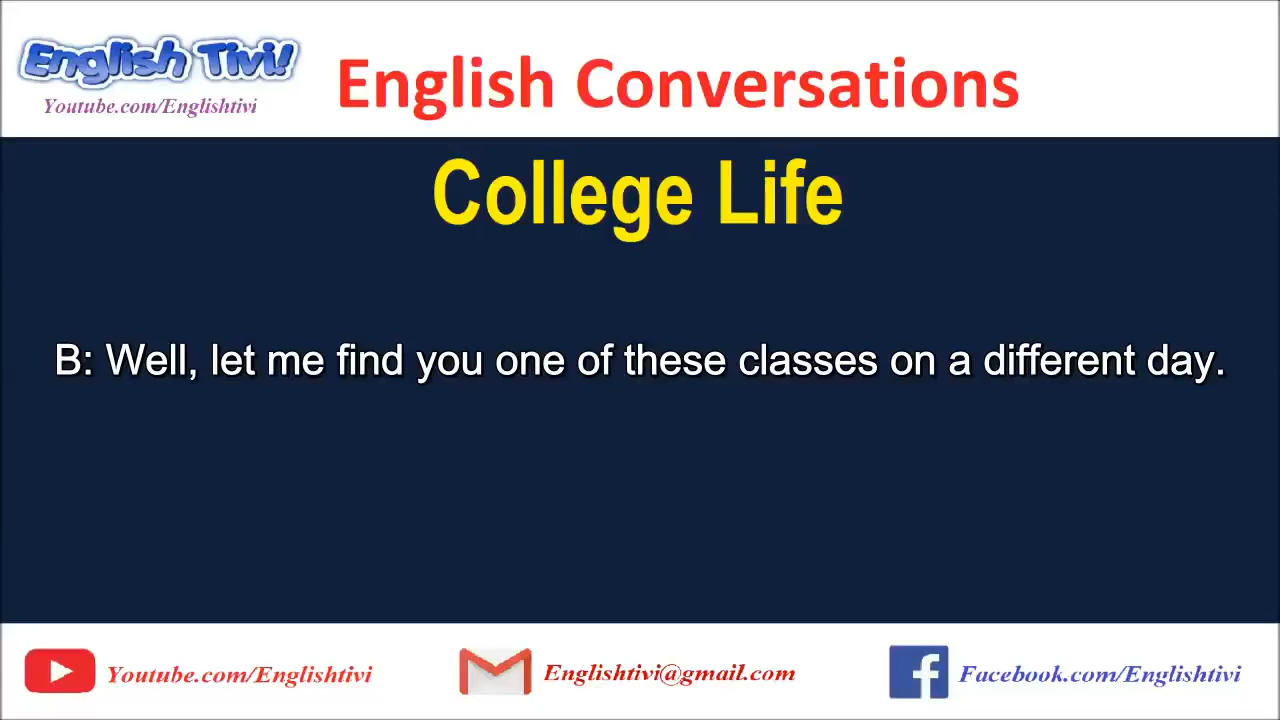 English Tivi!
Youtube.com/Englishtivi
English Conversations
College Life
B: Well, let me find you one of these classes on a different day.
Youtube.com/Englishtivi
Englishtivi@gmail.com
Facebook.com/Englishtivi